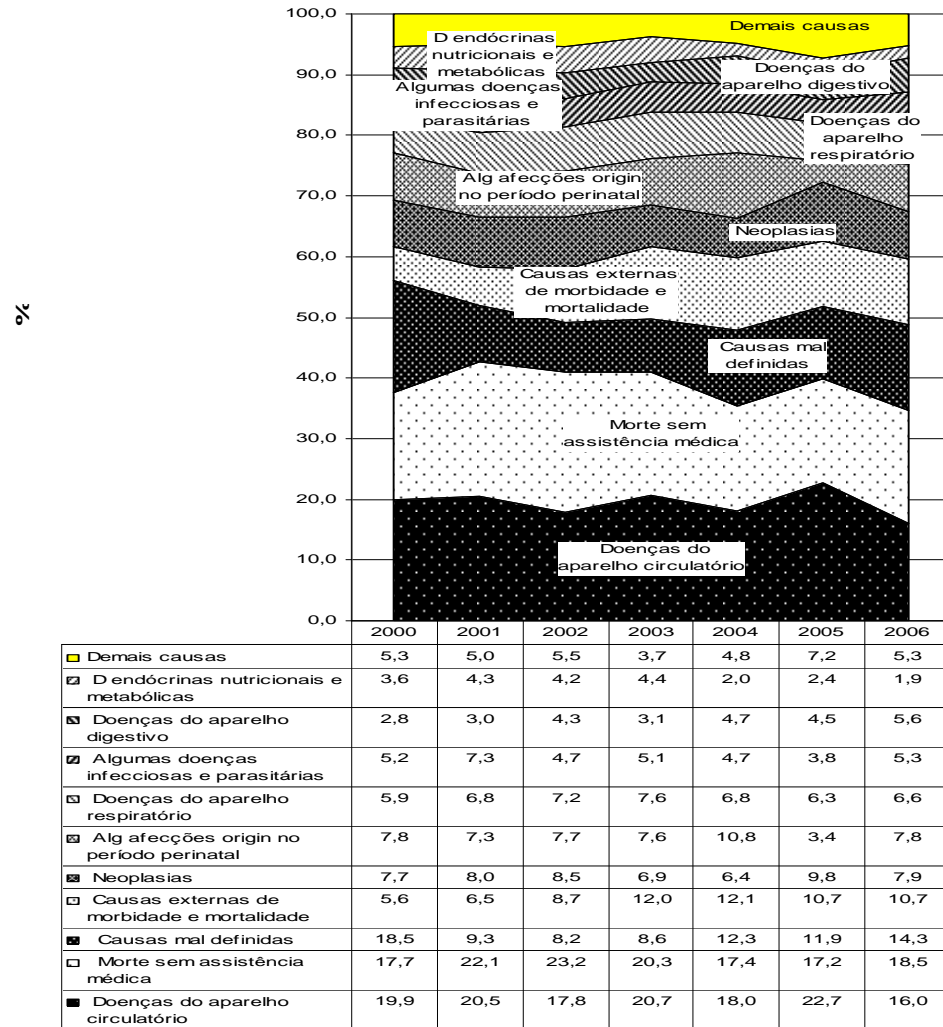 100,0
90,0
80,0
70,0
60,0
50,0
40,0
30,0
20,0
10,0
0,0
%
Demais causas
D endócrinas
nutricionais e
metabólicas
Doenças do
aparelho digestivo
Algumas doenças
infecciosas e
parasitárias
Doenças do
aparelho
respiratório
Alg afecções origin
no período perinatal
Neoplasias
Causas externas
de morbidade e
mortalidade
Causas mal
definidas
Morte sem
assistência médica
Doenças do
aparelho circulatório
2000 2001 2002 2003 2004 2005 2006
Demais causas 5,3 5,0 5,5 3,7 4,8 7,2 5,3
D endócrinas nutricionais e 3,6 4,3 4,2 4,4 2,0 2,4 1,9
metabólicas
Doenças do aparelho 2,8 3,0 4,3 3,1 4,7 4,5 5,6
digestivo
Algumas doenças 5,2 7,3 4,7 5,1 4,7 3,8 5,3
infecciosas e parasitárias
Doenças do aparelho 5,9 6,8 7,2 7,6 6,8 6,3 6,6
respiratório
Alg afecções origin no 7,8 7,3 7,7 7,6 10,8 3,4 7,8
período perinatal
Neoplasias 7,7 8,0 8,5 6,9 6,4 9,8 7,9
Causas externas de 5,6 6,5 8,7 12,0 12,1 10,7 10,7
morbidade e mortalidade
Causas mal definidas 18,5 9,3 8,2 8,6 12,3 11,9 14,3
Morte sem assistência 17,7 22,1 23,2 20,3 17,4 17,2 18,5
médica
Doenças do aparelho 19,9 20,5 17,8 20,7 18,0 22,7 16,0
circulatório